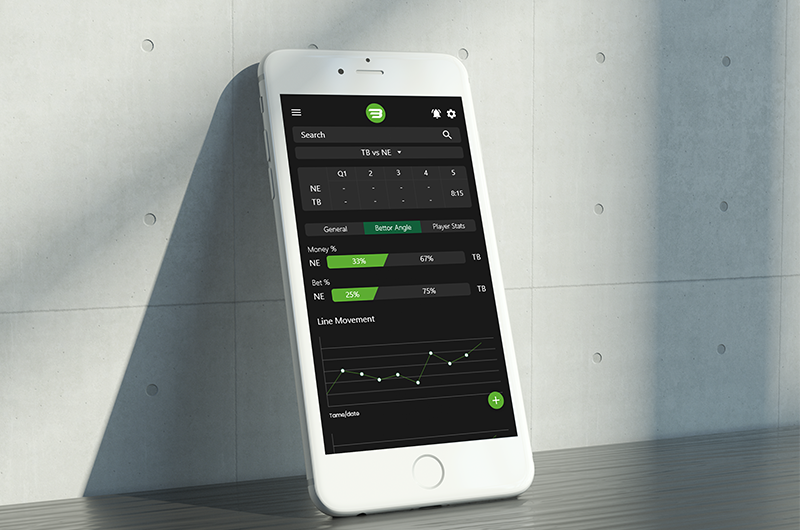 Search
TB vs NE
Q1 2 3 4 5
NE - - - - 8:15
TB - - - -
General Bettor Angle Player Stats
Money %
NE 33% 67% TB
Bet %
NE 25% 75% TB
Line Movement
Tame/date